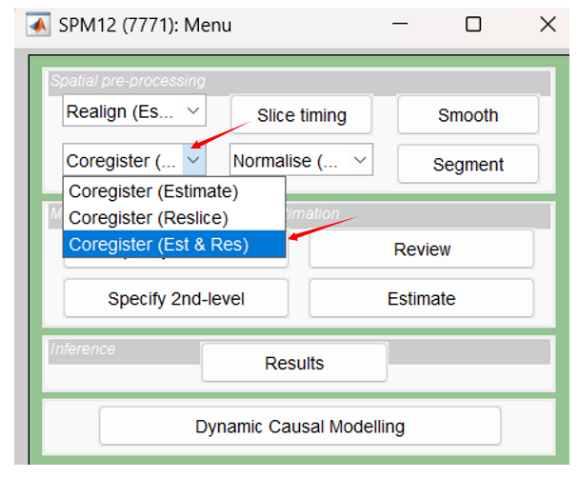 SPM12 (7771): Menu
Spatial pre-processing
Realign (Es...
Slice timing
Smooth
Coregister (...
Normalise (...
Segment
Coregister (Estimate)
Coregister (Reslice)
Coregister (Est & Res)
Review
Specify 2nd-level
Estimate
Inference
Results
Dynamic Causal Modelling